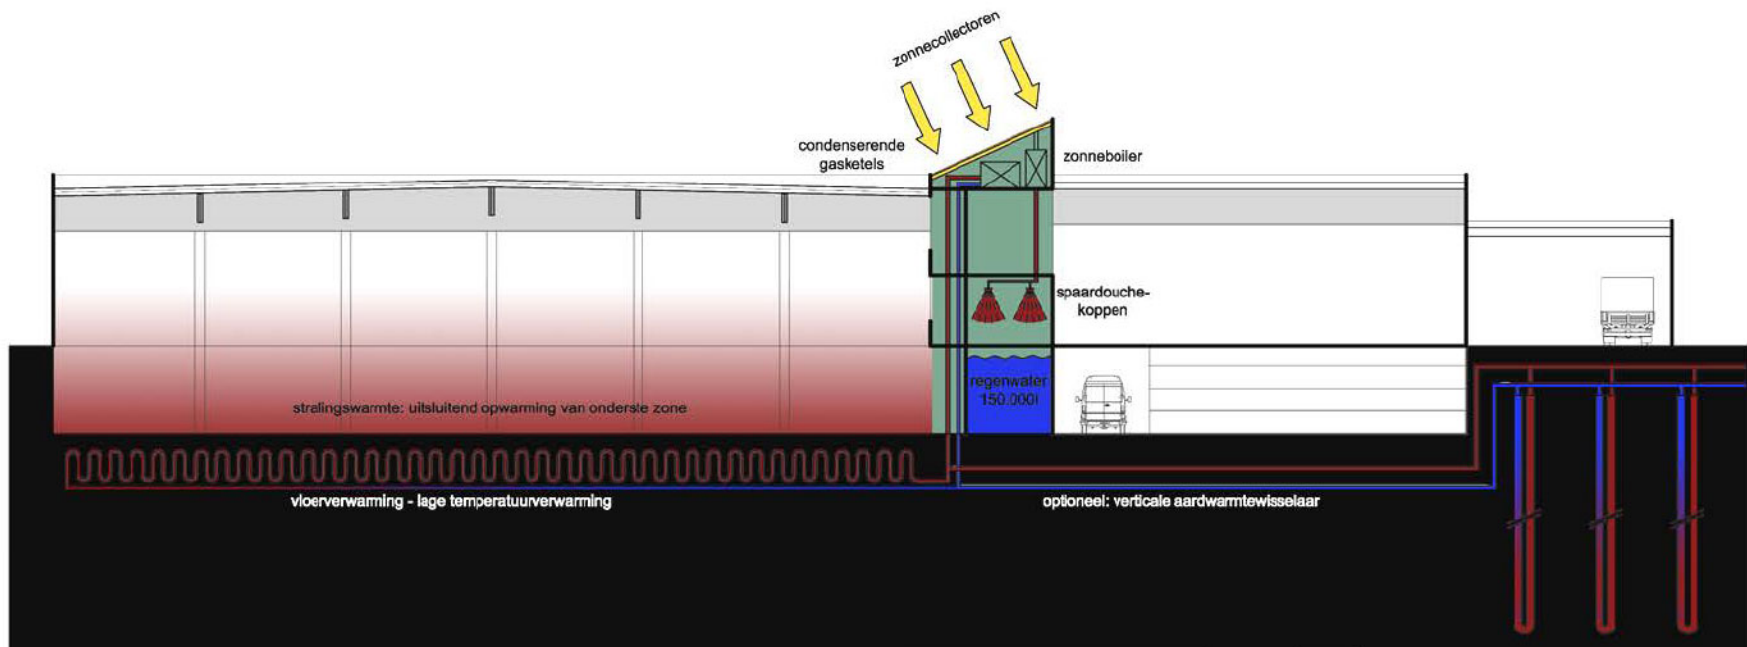 zonnecollectoren
condenserende
gasketels
zonneboiler
spaardouche-
koppen
regenwater
150.000l
stralingswarmte: uitsluitend opwarming van onderste zone
vloerverwarming - lage temperatuurverwarming
optioneel: verticale aardwarmtewisselaar